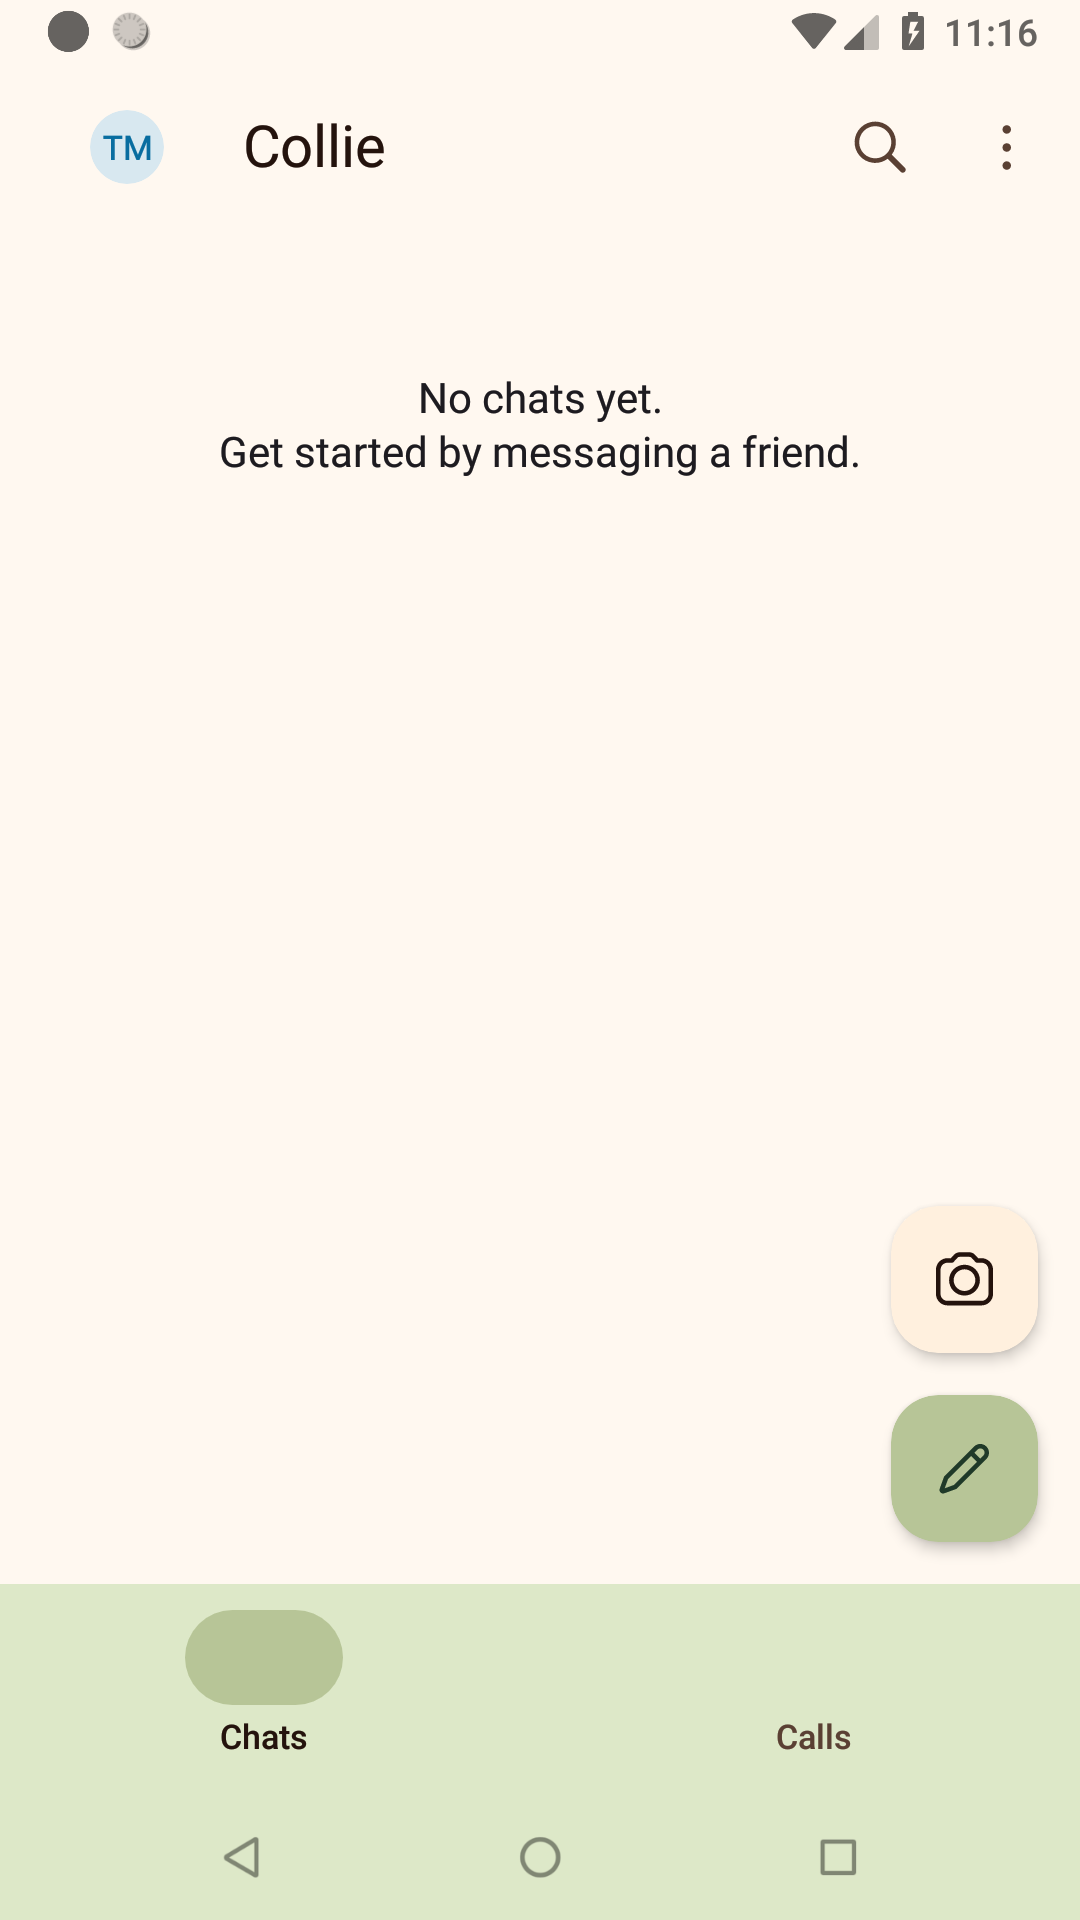 11:16
TM
Collie
No chats yet.
Get started by messaging a friend.
Chats
Calls